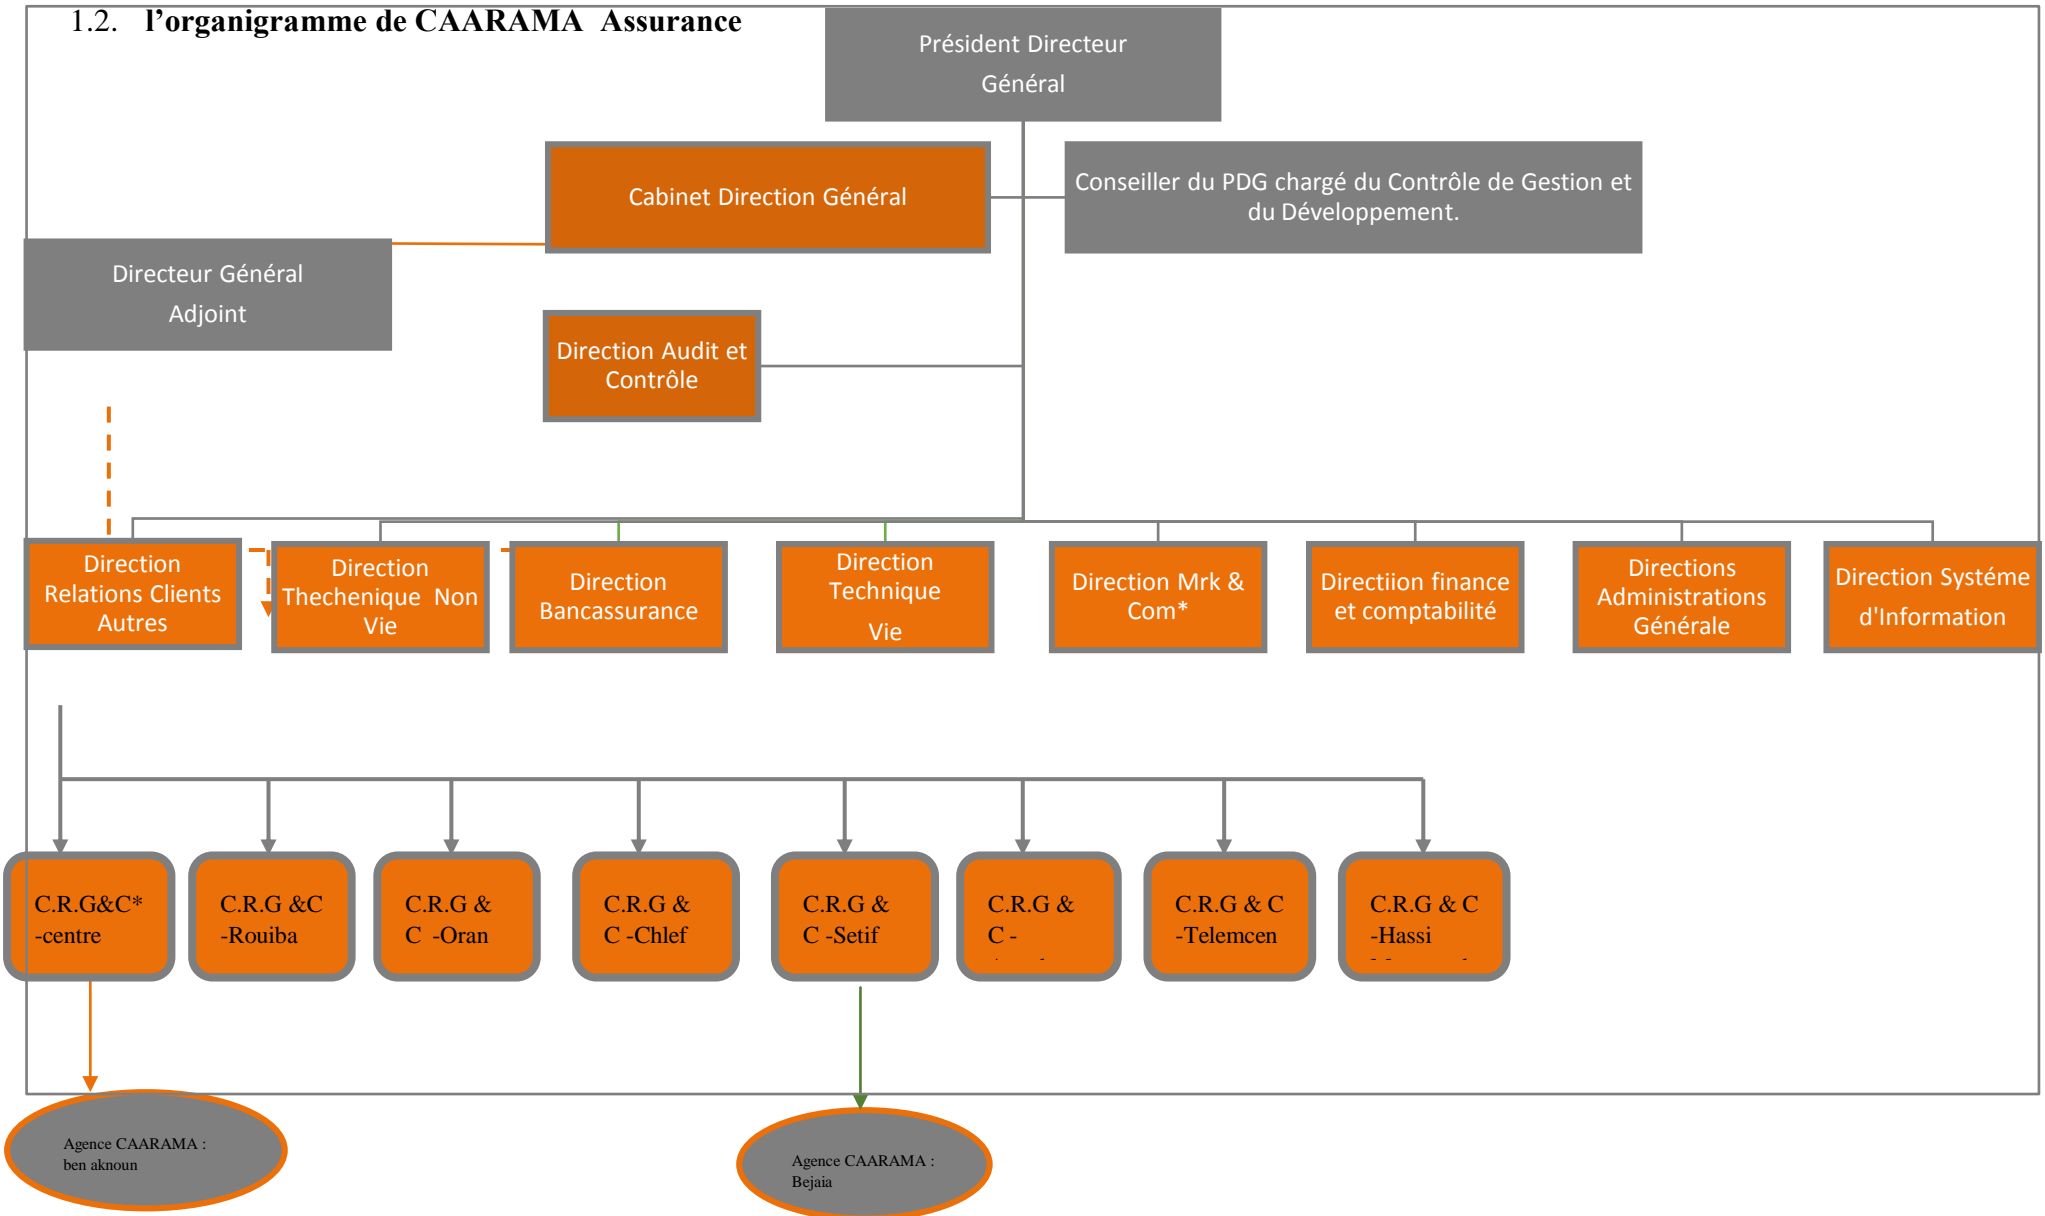 1.2. l’organigramme de CAARAMA Assurance
Président Directeur
Général
Cabinet Direction Général
Conseiller du PDG chargé du Contrôle de Gestion et
du Développement.
Directeur Général
Adjoint
Direction Audit et
Contrôle
Direction
Relations Clients
Autres
Direction
Thechenique Non
Vie
Direction
Bancassurance
Direction
Technique
Vie
Direction Mrk &
Com*
Directiion finance
et comptabilité
Directions
Administrations
Générale
Direction Systéme
d'Information
C.R.G&C*
-centre
C.R.G &C
-Rouiba
C.R.G &
C -Oran
C.R.G &
C -Chlef
C.R.G &
C -Setif
C.R.G &
C -
C.R.G & C
-Telemcen
C.R.G & C
-Hassi
Agence CAARAMA :
ben aknoun
Agence CAARAMA :
Bejaia